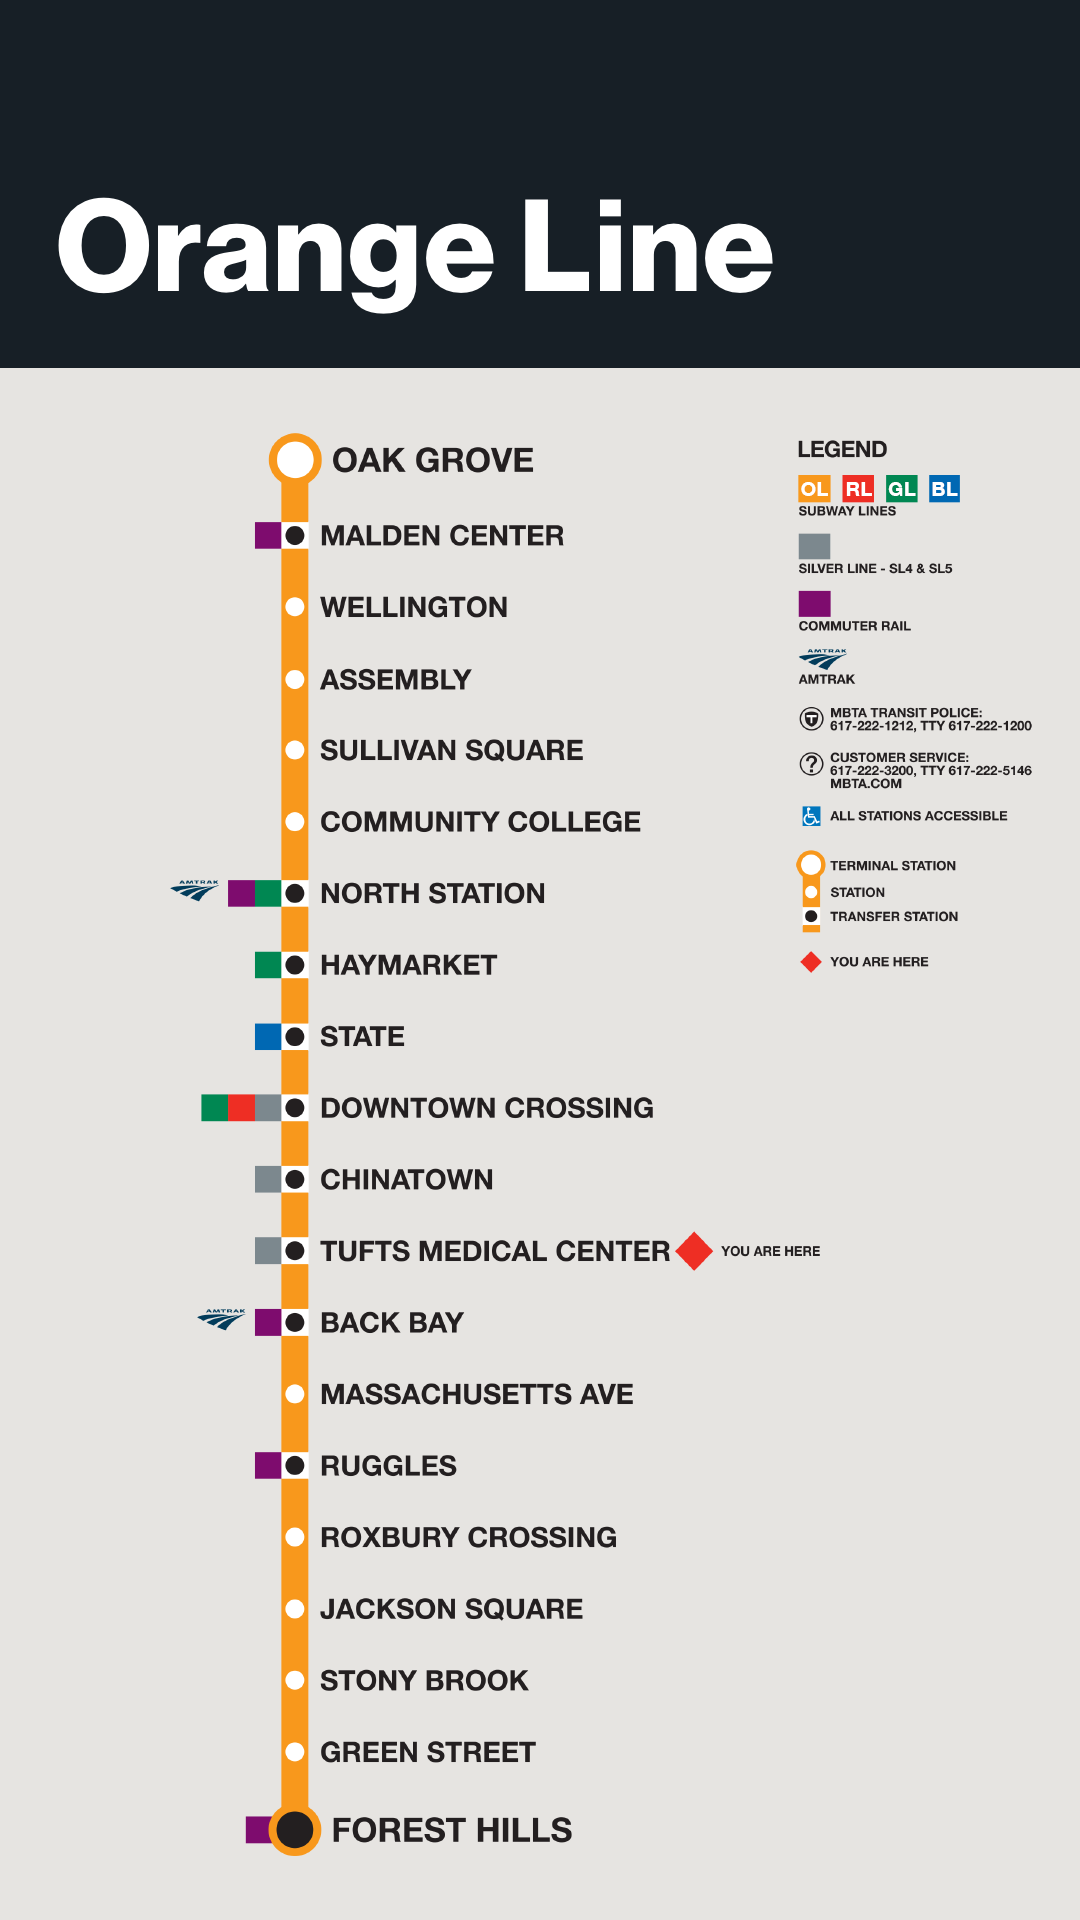 Orange Line
OAK GROVE
MALDEN CENTER
WELLINGTON
ASSEMBLY
SULLIVAN SQUARE
COMMUNITY COLLEGE
AMTRAK
NORTH STATION
HAYMARKET
STATE
DOWNTOWN CROSSING
CHINATOWN
TUFTS MEDICAL CENTER
YOU ARE HERE
AMTRAK
BACK BAY
MASSACHUSETTS AVE
RUGGLES
ROXBURY CROSSING
JACKSON SQUARE
STONY BROOK
GREEN STREET
FOREST HILLS
LEGEND
OL RL GL BL
SUBWAY LINES
SILVER LINE - SL4 & SL5
COMMUTER RAIL
AMTRAK
AMTRAK
T
MBTA TRANSIT POLICE:
617-222-1212, TTY 617-222-1200
?
CUSTOMER SERVICE:
617-222-3200, TTY 617-222-5146
MBTA.COM
ALL STATIONS ACCESSIBLE
TERMINAL STATION
STATION
TRANSFER STATION
YOU ARE HERE